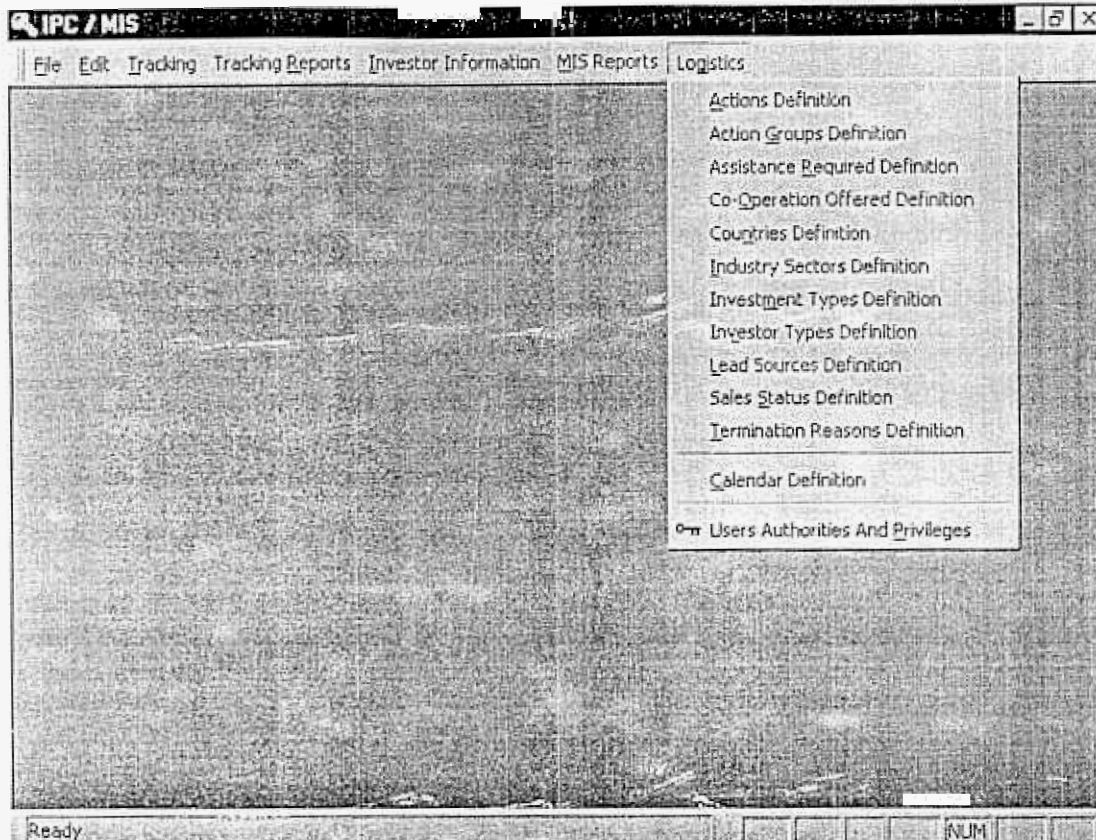 IPC / MIS
File Edit Tracking Tracking Reports Investor Information MIS Reports Logistics
Actions Definition
Action Groups Definition
Assistance Required Definition
Co-Operation Offered Definition
Countries Definition
Industry Sectors Definition
Investment Types Definition
Investor Types Definition
Lead Sources Definition
Sales Status Definition
Termination Reasons Definition
Calendar Definition
Users Authorities And Privileges
Ready NUM